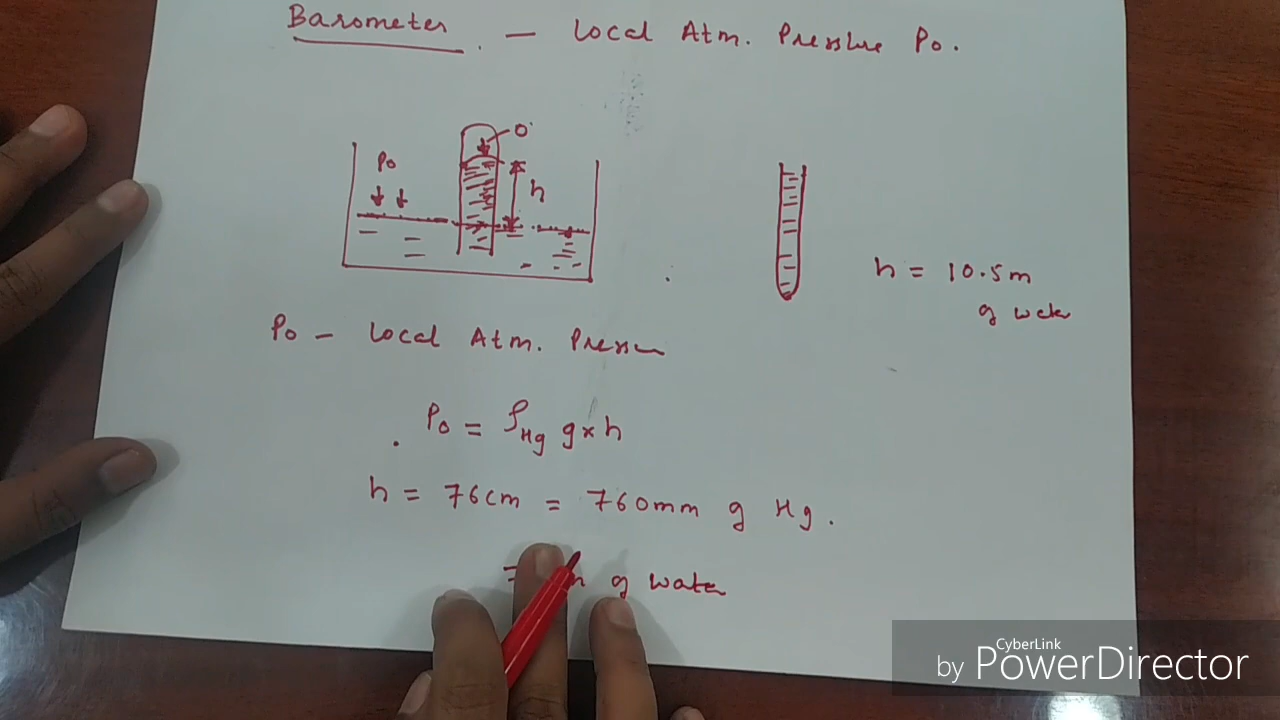 Barometer. — Local Atm. Pressure Po.
O
Po
h
h = 10.5m
of water
Po — Local Atm. Pressure
Po = ρHg g×h
h = 76cm = 760mm of Hg.
of water
CyberLink
by PowerDirector